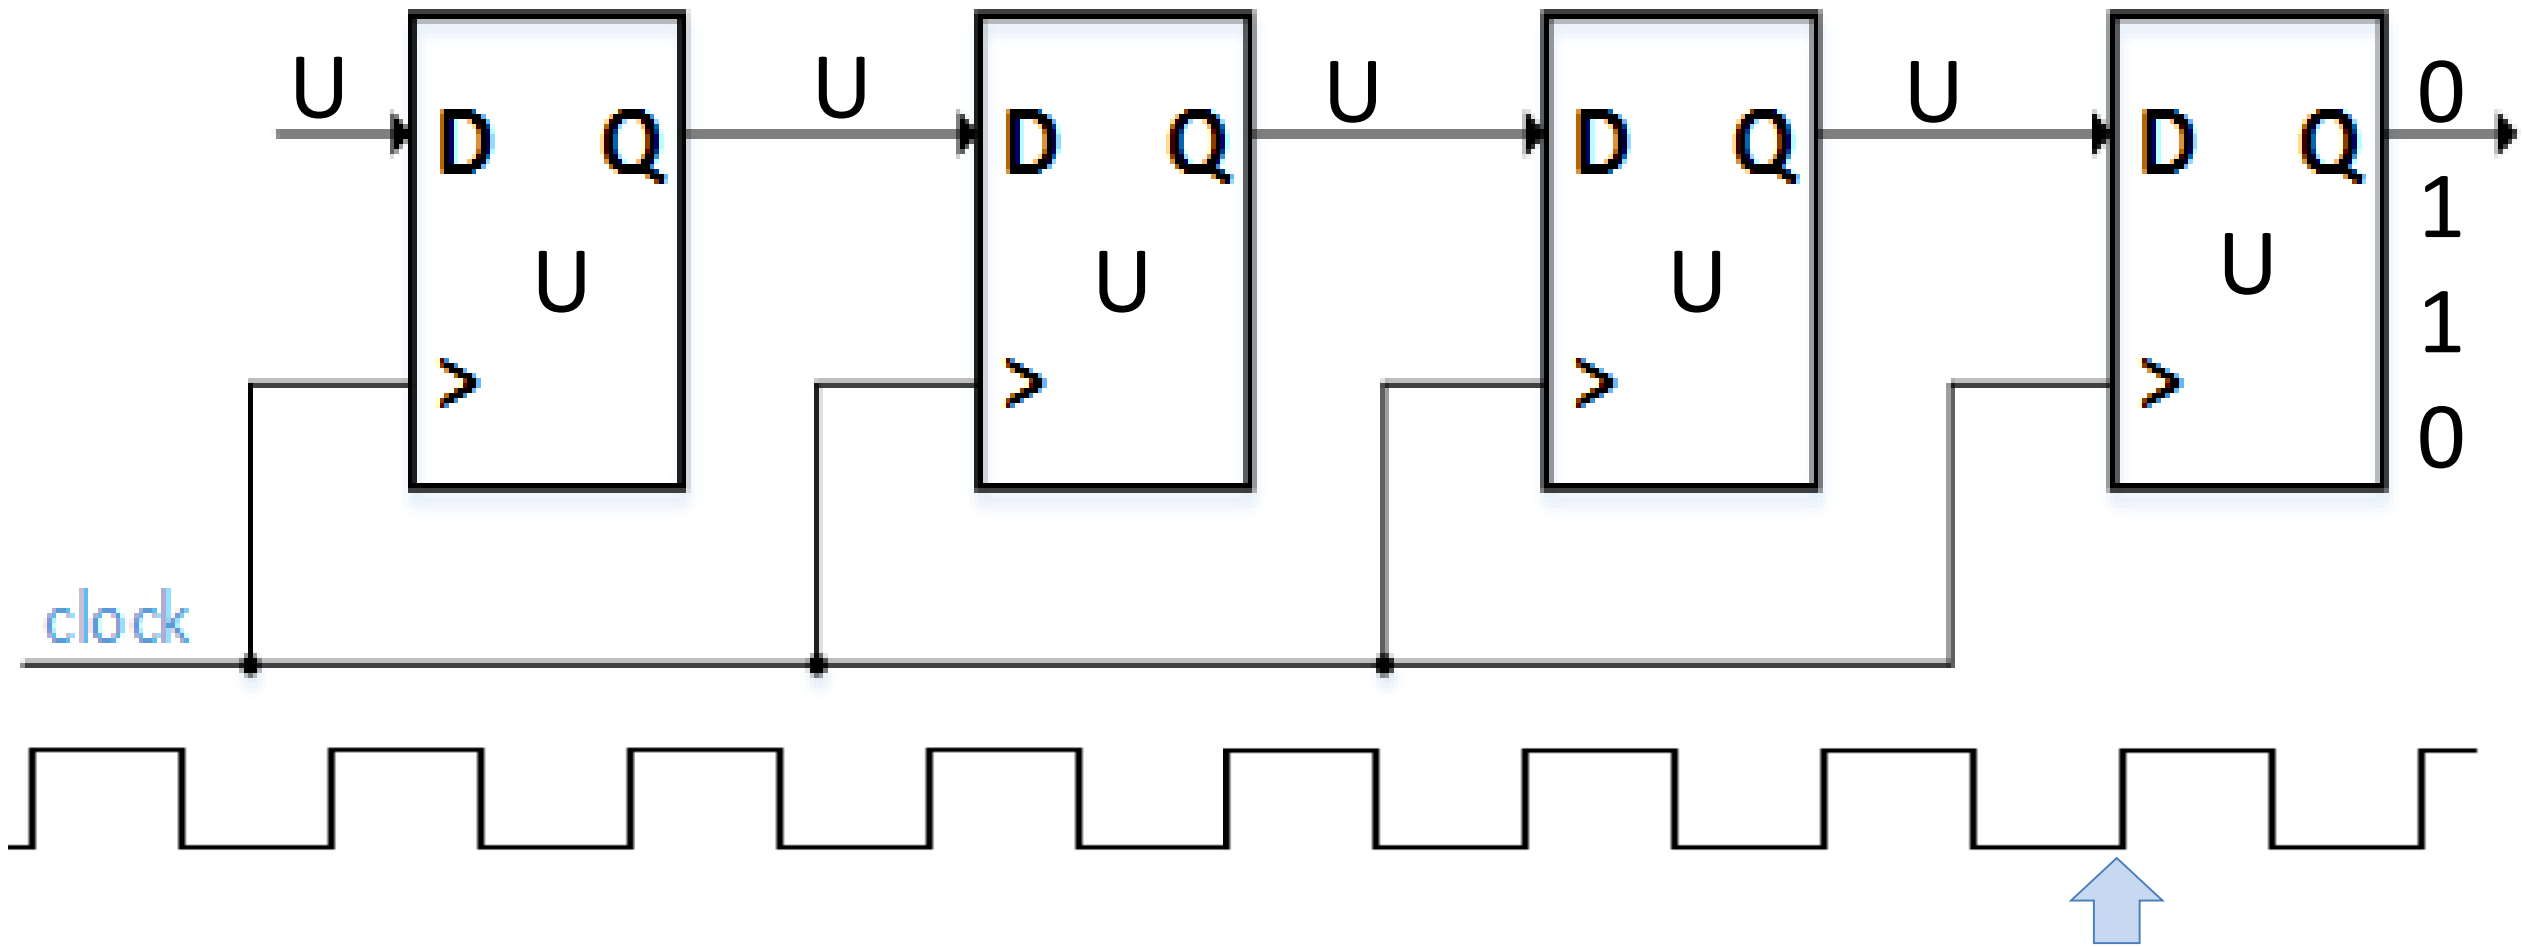 U U U U 0
D Q D Q D Q D Q
1
U U U U
1
> > > >
0
clock